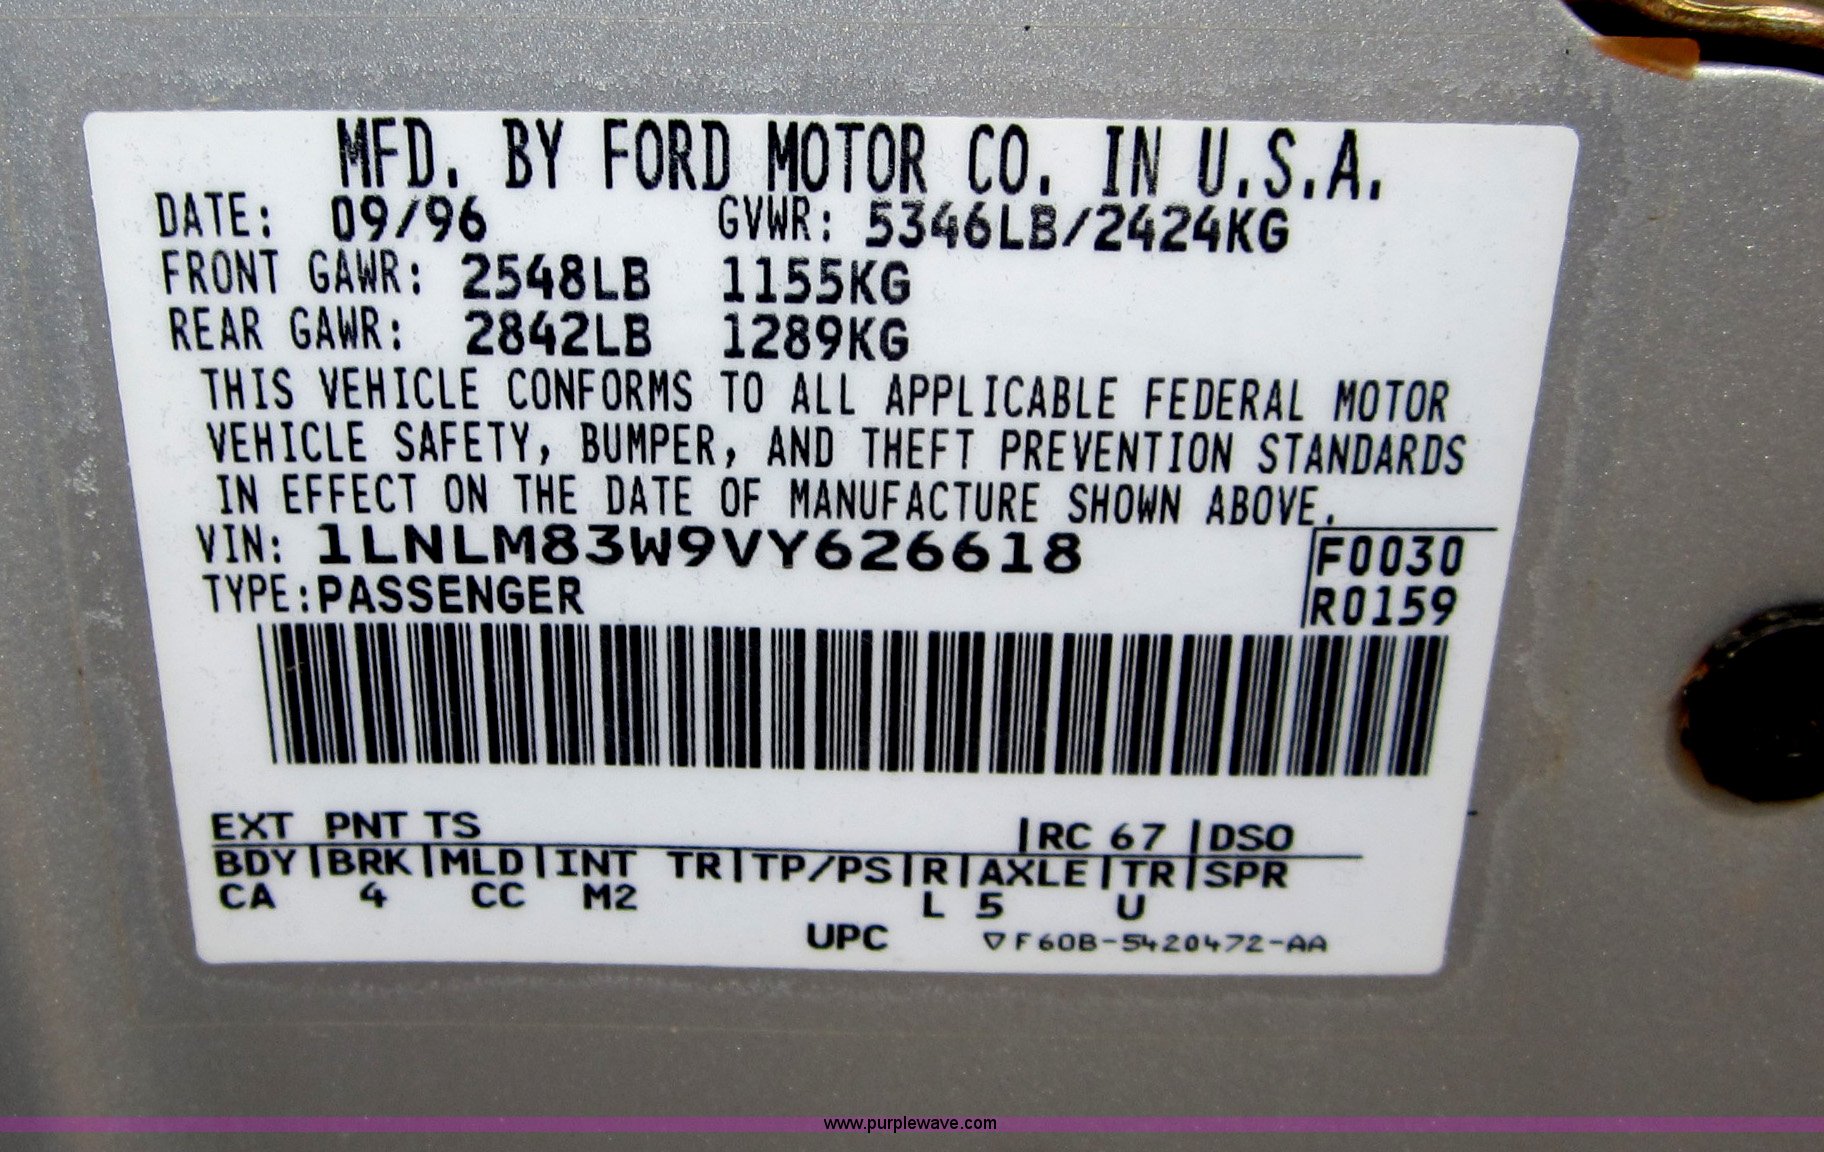 MFD. BY FORD MOTOR CO. IN U.S.A.
DATE: 09/96 GVWR: 5346LB/2424KG
FRONT GAWR: 2548LB 1155KG
REAR GAWR: 2842LB 1289KG
THIS VEHICLE CONFORMS TO ALL APPLICABLE FEDERAL MOTOR
VEHICLE SAFETY, BUMPER, AND THEFT PREVENTION STANDARDS
IN EFFECT ON THE DATE OF MANUFACTURE SHOWN ABOVE.
VIN: 1LNLM83W9VY626618 F0030
TYPE: PASSENGER R0159
EXT PNT TS |RC 67 |DSO
BDY|BRK|MLD|INT TR|TP/PS|R|AXLE|TR|SPR
CA 4 CC M2 L 5 U
UPC ▽F60B-5420472-AA
www.purplewave.com